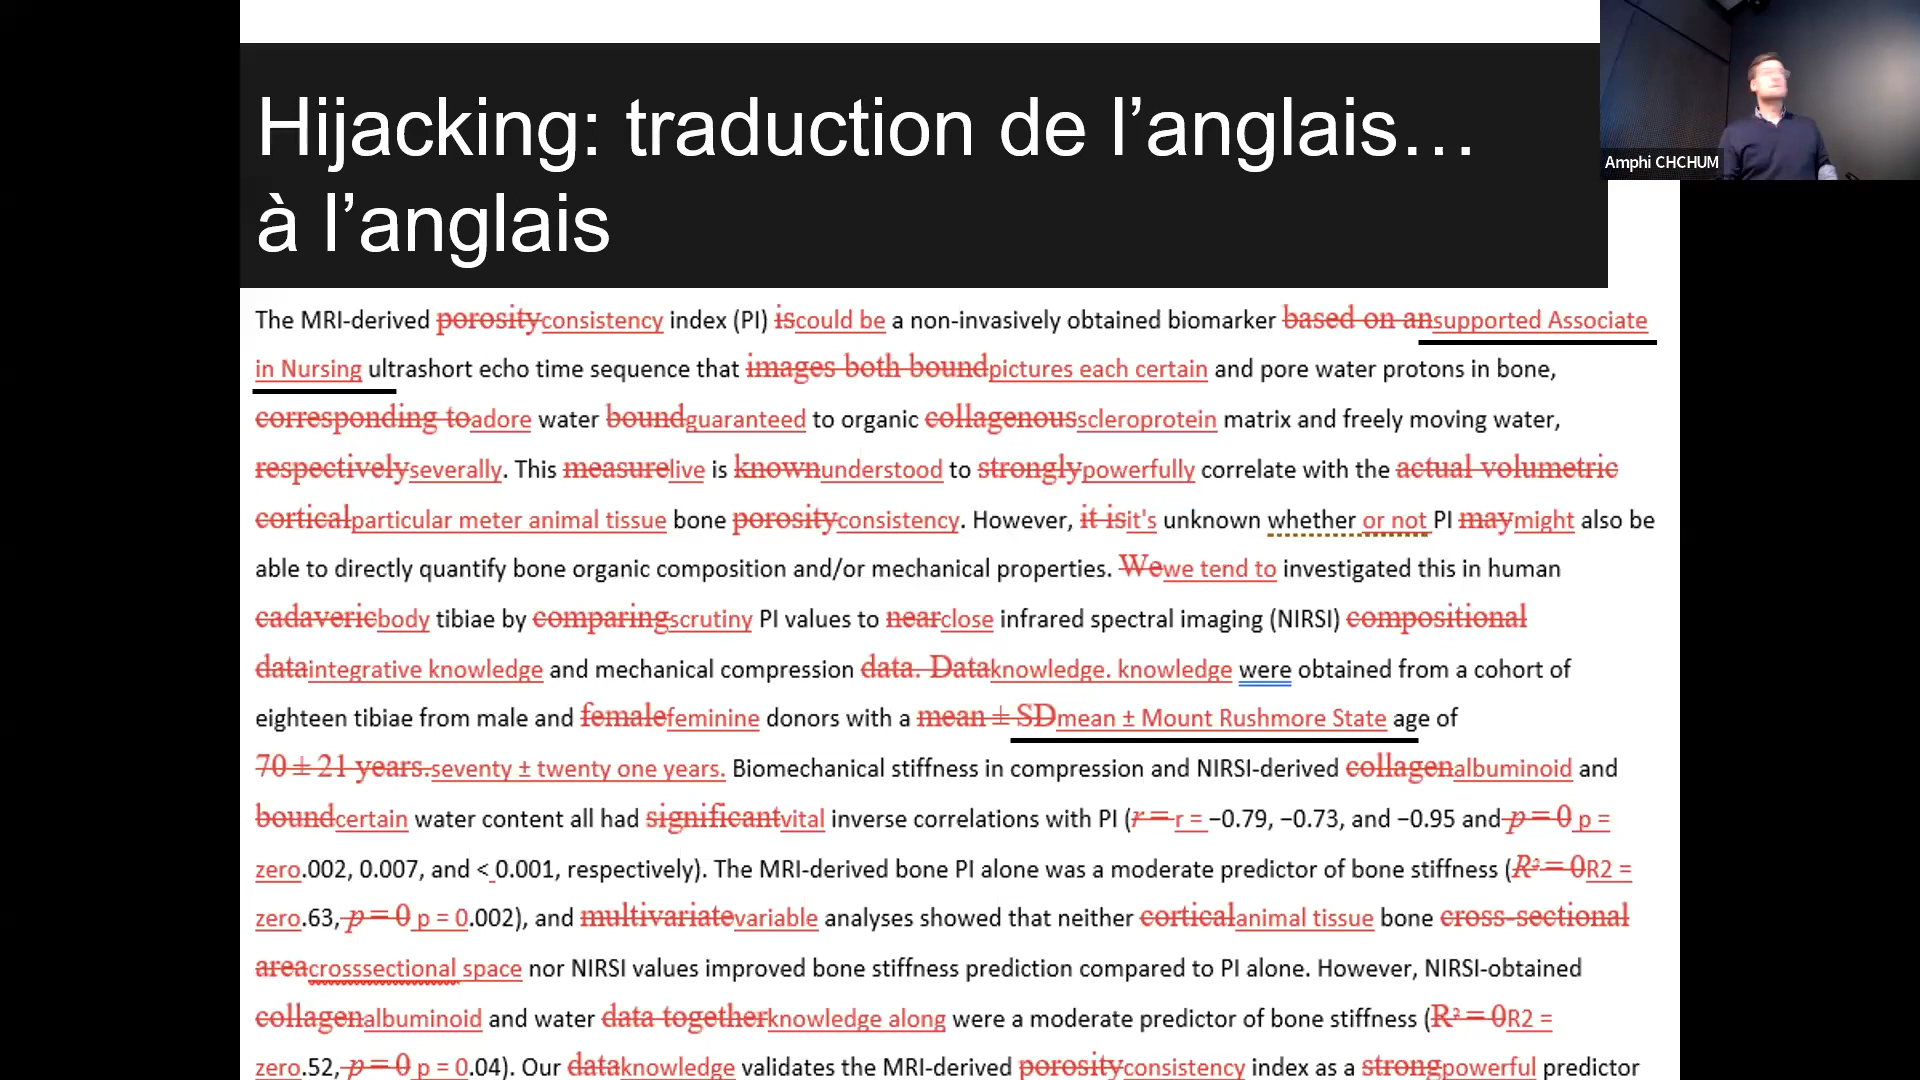 Hijacking: traduction de l’anglais…
à l’anglais
Amphi CHCHUM
The MRI-derived porosityconsistency index (PI) iscould be a non-invasively obtained biomarker based on ansupported Associate
in Nursing ultrashort echo time sequence that images both boundpictures each certain and pore water protons in bone,
corresponding toadore water boundguaranteed to organic collagenousscleroprotein matrix and freely moving water,
respectivelyseverally. This measurelive is knownunderstood to stronglypowerfully correlate with the actual volumetric
corticalparticular meter animal tissue bone porosityconsistency. However, it isit's unknown whether or not PI maymight also be
able to directly quantify bone organic composition and/or mechanical properties. Wewe tend to investigated this in human
cadavericbody tibiae by comparingscrutiny PI values to nearclose infrared spectral imaging (NIRSI) compositional
dataintegrative knowledge and mechanical compression data. Dataknowledge. knowledge were obtained from a cohort of
eighteen tibiae from male and femalefeminine donors with a mean ± SDmean ± Mount Rushmore State age of
70 ± 21 years.seventy ± twenty one years. Biomechanical stiffness in compression and NIRSI-derived collagenalbuminoid and
boundcertain water content all had significantvital inverse correlations with PI (r = r = −0.79, −0.73, and −0.95 and p = 0 p =
zero.002, 0.007, and < 0.001, respectively). The MRI-derived bone PI alone was a moderate predictor of bone stiffness (R² = 0R2 =
zero.63, p = 0 p = 0.002), and multivariatevariable analyses showed that neither corticalanimal tissue bone cross-sectional
areacrosssectional space nor NIRSI values improved bone stiffness prediction compared to PI alone. However, NIRSI-obtained
collagenalbuminoid and water data togetherknowledge along were a moderate predictor of bone stiffness (R² = 0R2 =
zero.52, p = 0 p = 0.04). Our dataknowledge validates the MRI-derived porosityconsistency index as a strongpowerful predictor